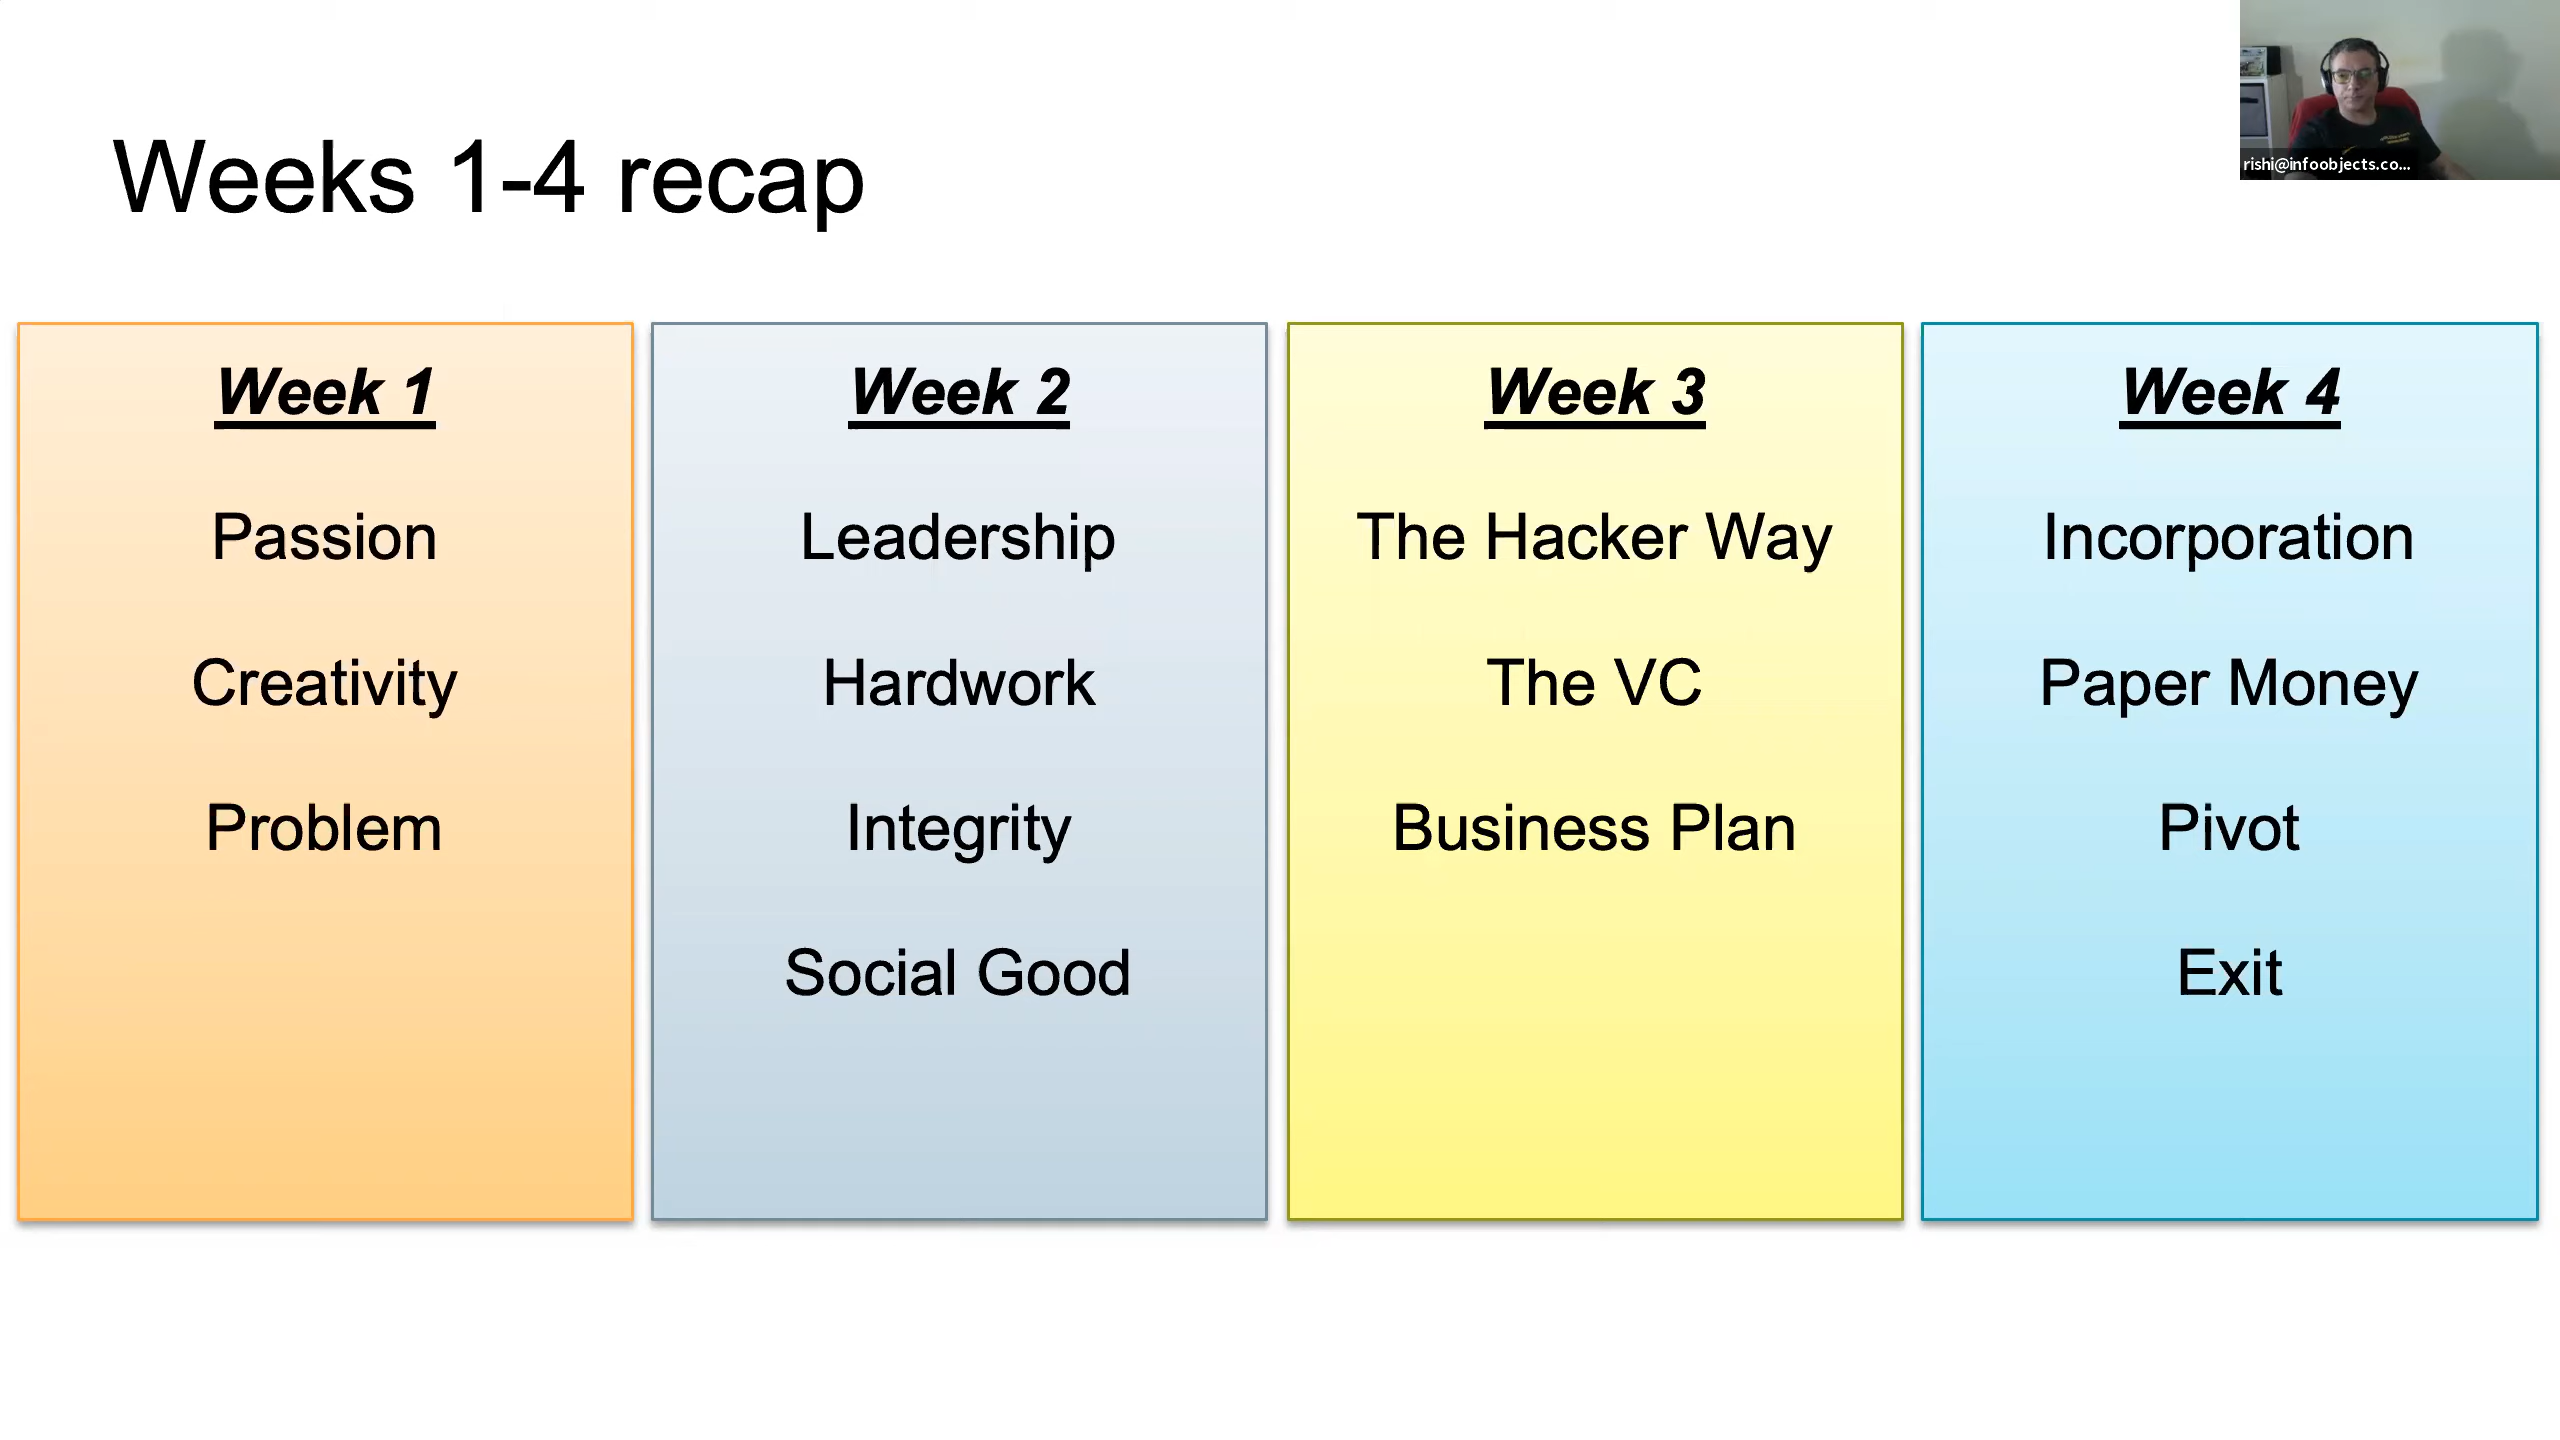 Weeks 1-4 recap
rishi@infoobjects.co...
Week 1
Passion
Creativity
Problem
Week 2
Leadership
Hardwork
Integrity
Social Good
Week 3
The Hacker Way
The VC
Business Plan
Week 4
Incorporation
Paper Money
Pivot
Exit